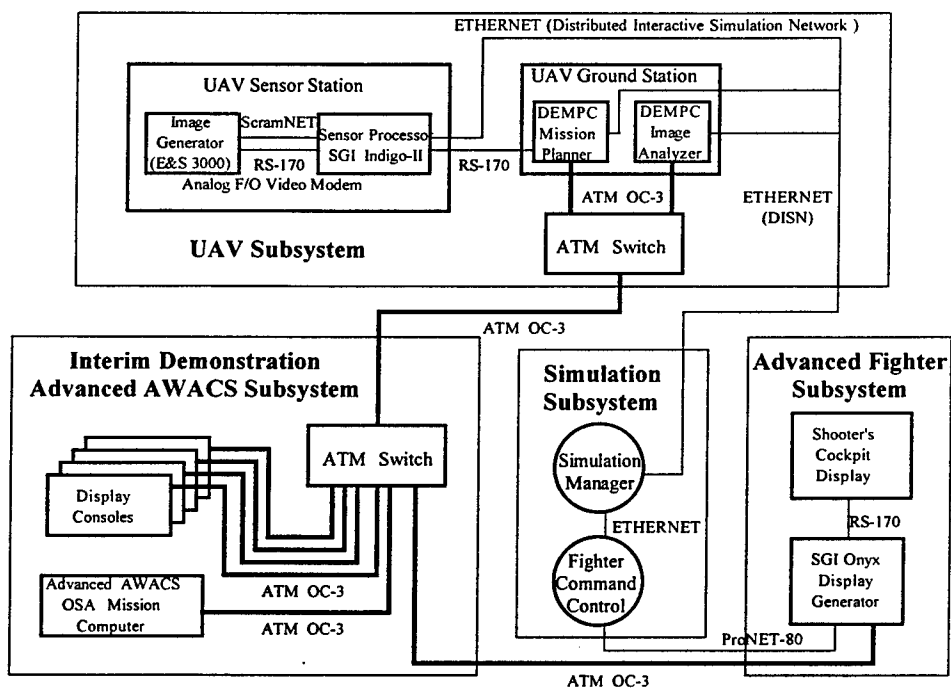 ETHERNET (Distributed Interactive Simulation Network )
UAV Sensor Station
Image
Generator
(E&S 3000)
ScramNET
RS-170
Sensor Processor
SGI Indigo-II
Analog F/O Video Modem
RS-170
UAV Ground Station
DEMPC
Mission
Planner
DEMPC
Image
Analyzer
ATM OC-3
ETHERNET
(DISN)
UAV Subsystem
ATM Switch
ATM OC-3
Interim Demonstration
Advanced AWACS Subsystem
ATM Switch
Display
Consoles
ATM OC-3
Advanced AWACS
OSA Mission
Computer
ATM OC-3
Simulation
Subsystem
Simulation
Manager
ETHERNET
Fighter
Command
Control
ProNET-80
Advanced Fighter
Subsystem
Shooter's
Cockpit
Display
RS-170
SGI Onyx
Display
Generator
ATM OC-3